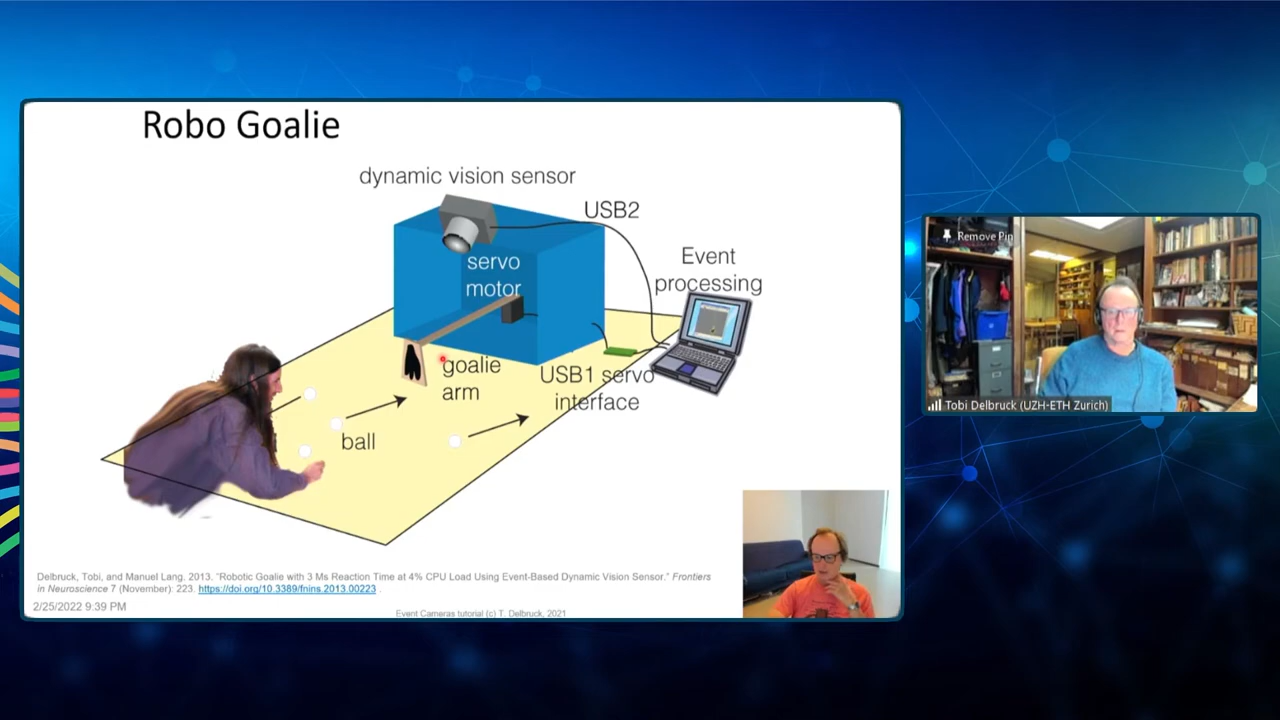 Robo Goalie
dynamic vision sensor
USB2
servo
motor
Event
processing
goalie
arm
USB1 servo
interface
ball
Delbruck, Tobi, and Manuel Lang. 2013. "Robotic Goalie with 3 Ms Reaction Time at 4% CPU Load Using Event-Based Dynamic Vision Sensor." Frontiers
in Neuroscience 7 (November): 223. https://doi.org/10.3389/fnins.2013.00223 .
2/25/2022 9:39 PM
Event Cameras tutorial (c) T. Delbruck, 2021
Remove Pin
Tobi Delbruck (UZH-ETH Zurich)